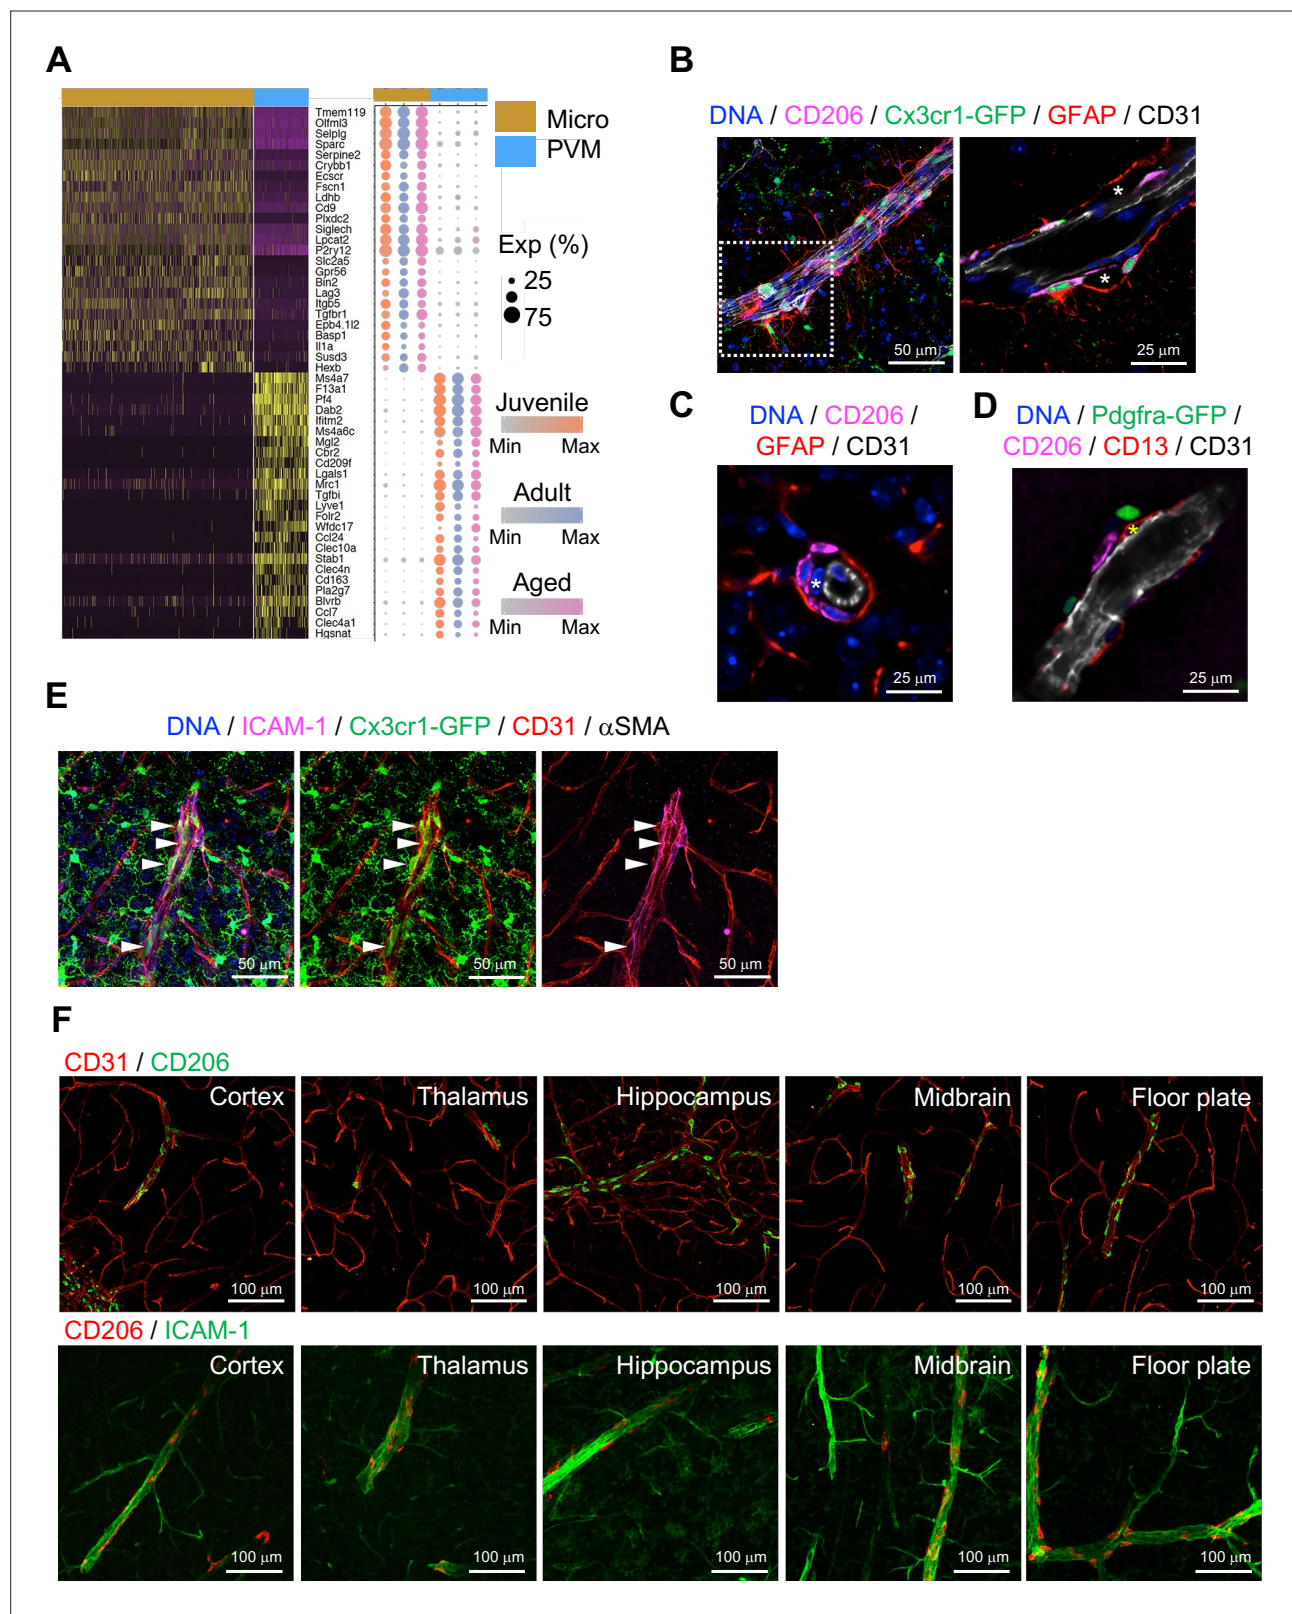 A
Tmem119
Olfml3
Selplg
Sparc
Serpine2
Crybb1
Ecscr
Fscn1
Ldhb
Cd9
Plxdc2
Siglech
Lpcat2
P2ry12
Slc2a5
Gpr56
Bin2
Lag3
Itgb5
Tgfbr1
Epb4.1l2
Basp1
Il1a
Susd3
Hexb
Ms4a7
F13a1
Pf4
Dab2
Ifitm2
Ms4a6c
Mgl2
Cbr2
Cd209f
Lgals1
Mrc1
Tgfbi
Lyve1
Folr2
Wfdc17
Ccl24
Clec10a
Stab1
Clec4n
Cd163
Pla2g7
Blvrb
Ccl7
Clec4a1
Hgsnat
Micro
PVM
Exp (%)
25
75
Juvenile
Min Max
Adult
Min Max
Aged
Min Max
B
DNA / CD206 / Cx3cr1-GFP / GFAP / CD31
50 μm
*
*
25 μm
C
DNA / CD206 /
GFAP / CD31
*
25 μm
D
DNA / Pdgfra-GFP /
CD206 / CD13 / CD31
*
25 μm
E
DNA / ICAM-1 / Cx3cr1-GFP / CD31 / αSMA
50 μm
50 μm
50 μm
F
CD31 / CD206
Cortex
100 μm
Thalamus
100 μm
Hippocampus
100 μm
Midbrain
100 μm
Floor plate
100 μm
CD206 / ICAM-1
Cortex
100 μm
Thalamus
100 μm
Hippocampus
100 μm
Midbrain
100 μm
Floor plate
100 μm